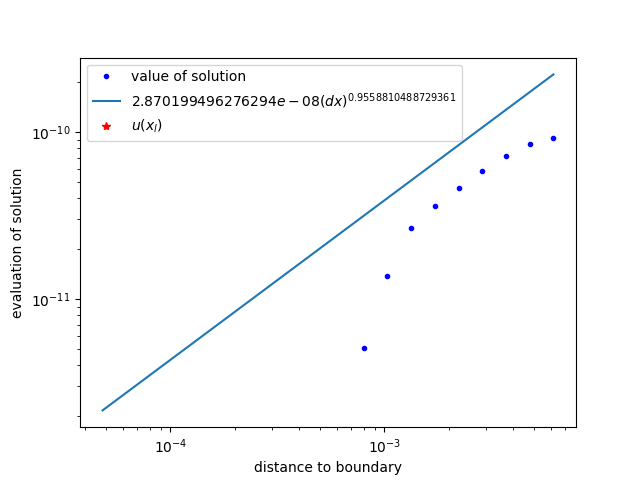 value of solution
2.870199496276294e − 08(dx)^0.9558810488729361
u(x_l)
10^−10
10^−11
evaluation of solution
10^−4
10^−3
distance to boundary